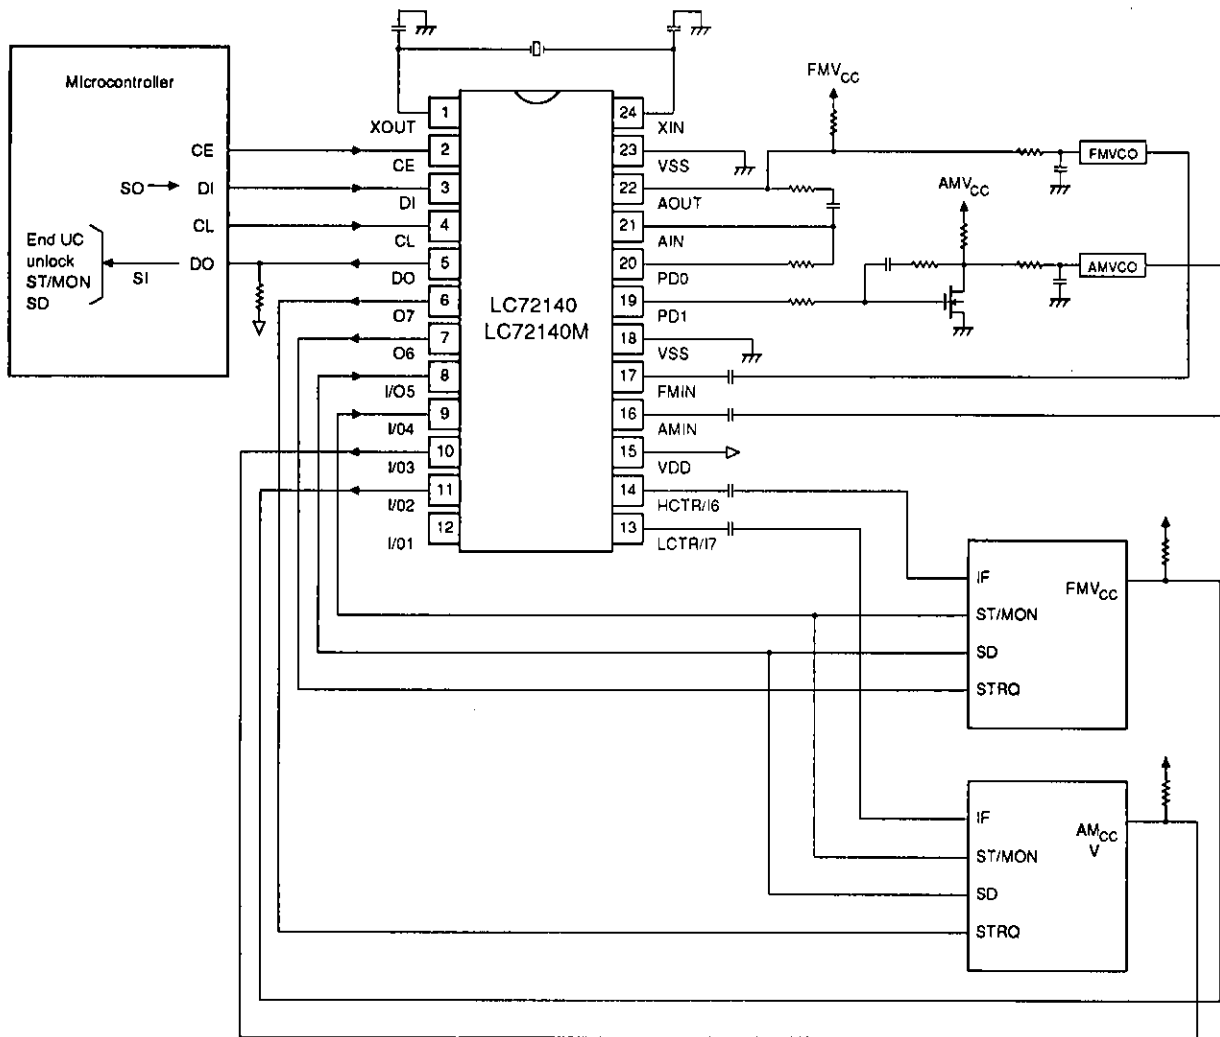 Microcontroller
CE
SO
DI
CL
End UC
unlock
ST/MON
SD
SI
DO
1
XOUT
2
CE
3
DI
4
CL
5
DO
6
O7
7
O6
8
I/O5
9
I/04
10
I/03
11
I/02
12
I/01
LC72140
LC72140M
24
XIN
23
VSS
22
AOUT
21
AIN
20
PD0
19
PD1
18
VSS
17
FMIN
16
AMIN
15
VDD
14
HCTR/I6
13
LCTR/I7
FMVCC
FMVCO
AMVCC
AMVCO
IF
FMVCC
ST/MON
SD
STRQ
IF
AMCC
V
ST/MON
SD
STRQ